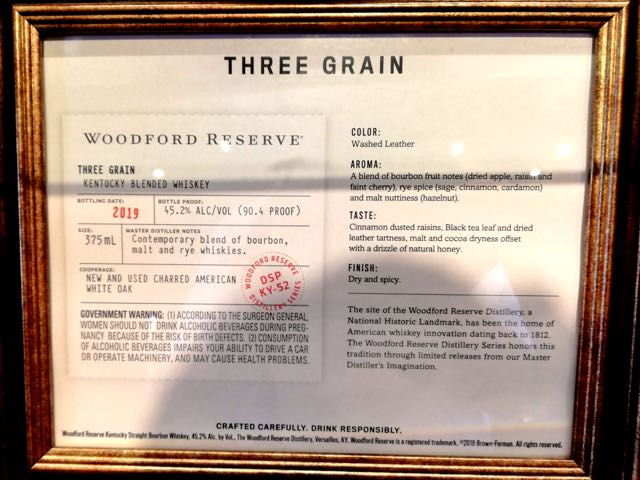 THREE GRAIN
WOODFORD RESERVE®
THREE GRAIN
KENTUCKY BLENDED WHISKEY
BOTTLING DATE:
2019
BOTTLE PROOF:
45.2% ALC/VOL (90.4 PROOF)
SIZE:
375mL
MASTER DISTILLER NOTES
Contemporary blend of bourbon,
malt and rye whiskies.
COOPERAGE:
NEW AND USED CHARRED AMERICAN
WHITE OAK
WOODFORD RESERVE
DSP
KY-52
DISTILLERY SERIES
GOVERNMENT WARNING: (1) ACCORDING TO THE SURGEON GENERAL,
WOMEN SHOULD NOT DRINK ALCOHOLIC BEVERAGES DURING PREG-
NANCY BECAUSE OF THE RISK OF BIRTH DEFECTS. (2) CONSUMPTION
OF ALCOHOLIC BEVERAGES IMPAIRS YOUR ABILITY TO DRIVE A CAR
OR OPERATE MACHINERY, AND MAY CAUSE HEALTH PROBLEMS.
COLOR:
Washed Leather
AROMA:
A blend of bourbon fruit notes (dried apple, raisin and
faint cherry), rye spice (sage, cinnamon, cardamon)
and malt nuttiness (hazelnut).
TASTE:
Cinnamon dusted raisins, Black tea leaf and dried
leather tartness, malt and cocoa dryness offset
with a drizzle of natural honey.
FINISH:
Dry and spicy.
The site of the Woodford Reserve Distillery, a
National Historic Landmark, has been the home of
American whiskey innovation dating back to 1812.
The Woodford Reserve Distillery Series honors this
tradition through limited releases from our Master
Distiller's Imagination.
CRAFTED CAREFULLY. DRINK RESPONSIBLY.
Woodford Reserve Kentucky Straight Bourbon Whiskey, 45.2% Alc. by Vol., The Woodford Reserve Distillery, Versailles, KY. Woodford Reserve is a registered trademark. ©2019 Brown-Forman. All rights reserved.